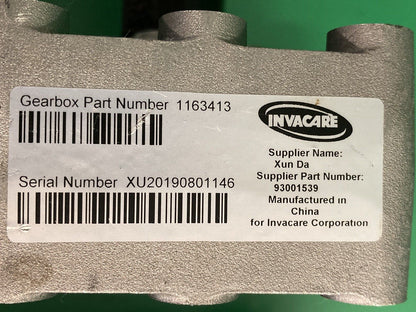 Gearbox Part Number 1163413
Serial Number XU20190801146
INVACARE
Supplier Name:
Xun Da
Supplier Part Number:
93001539
Manufactured in
China
for Invacare Corporation